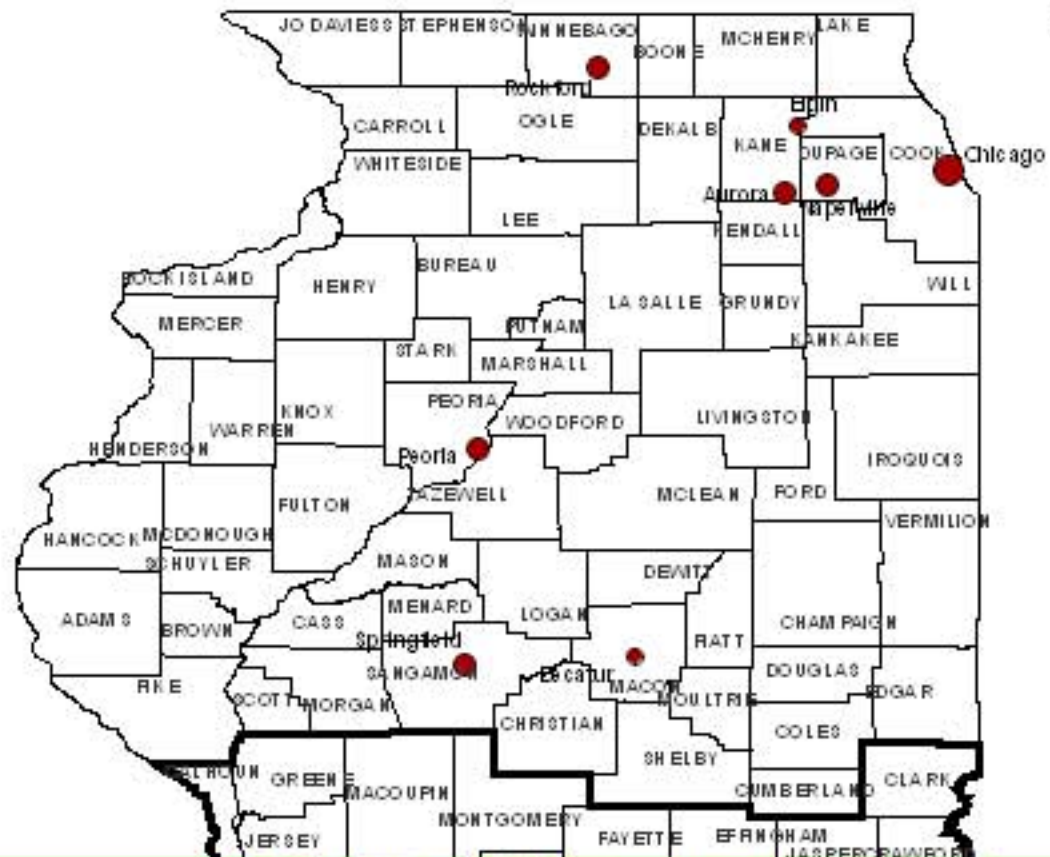 JO DAVIESS STEPHENSON WINNEBAGO LAKE
BOONE MCHENRY
Rockford
Elgin
CARROLL OGLE DEKALB
KANE DUPAGE COOK Chicago
WHITESIDE
Aurora Naperville
LEE
KENDALL
ROCK ISLAND HENRY BUREAU WILL
LA SALLE GRUNDY
MERCER PUTNAM
KANKAKEE
STARK MARSHALL
KNOX PEORIA
WARREN WOODFORD LIVINGSTON
HENDERSON Peoria IROQUOIS
FULTON TAZEWELL MCLEAN FORD
HANCOCK MCDONOUGH VERMILION
SCHUYLER MASON
DEWITT
ADAMS BROWN CASS MENARD LOGAN CHAMPAIGN
Springfield PIATT
SANGAMON Decatur DOUGLAS
PIKE MACON EDGAR
SCOTT MORGAN MOULTRIE
CHRISTIAN COLES
SHELBY
CALHOUN GREENE CLARK
MACOUPIN CUMBERLAND
MONTGOMERY
JERSEY FAYETTE EFFINGHAM
JASPER CRAWFORD